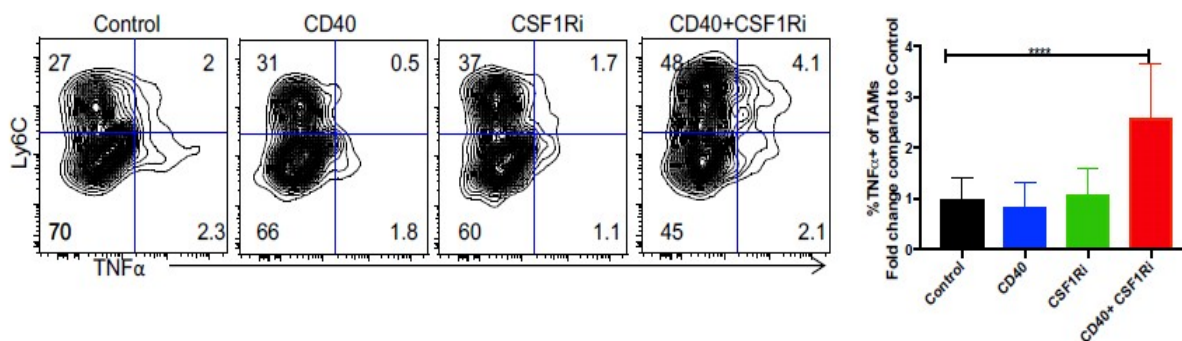 Control CD40 CSF1Ri CD40+CSF1Ri
27 2 31 0.5 37 1.7 48 4.1
70 2.3 66 1.8 60 1.1 45 2.1
Ly6C
TNFα
%TNFα+ of TAMs
Fold change compared to Control
4
3
2
1
0
****
Control
CD40
CSF1Ri
CD40+ CSF1Ri